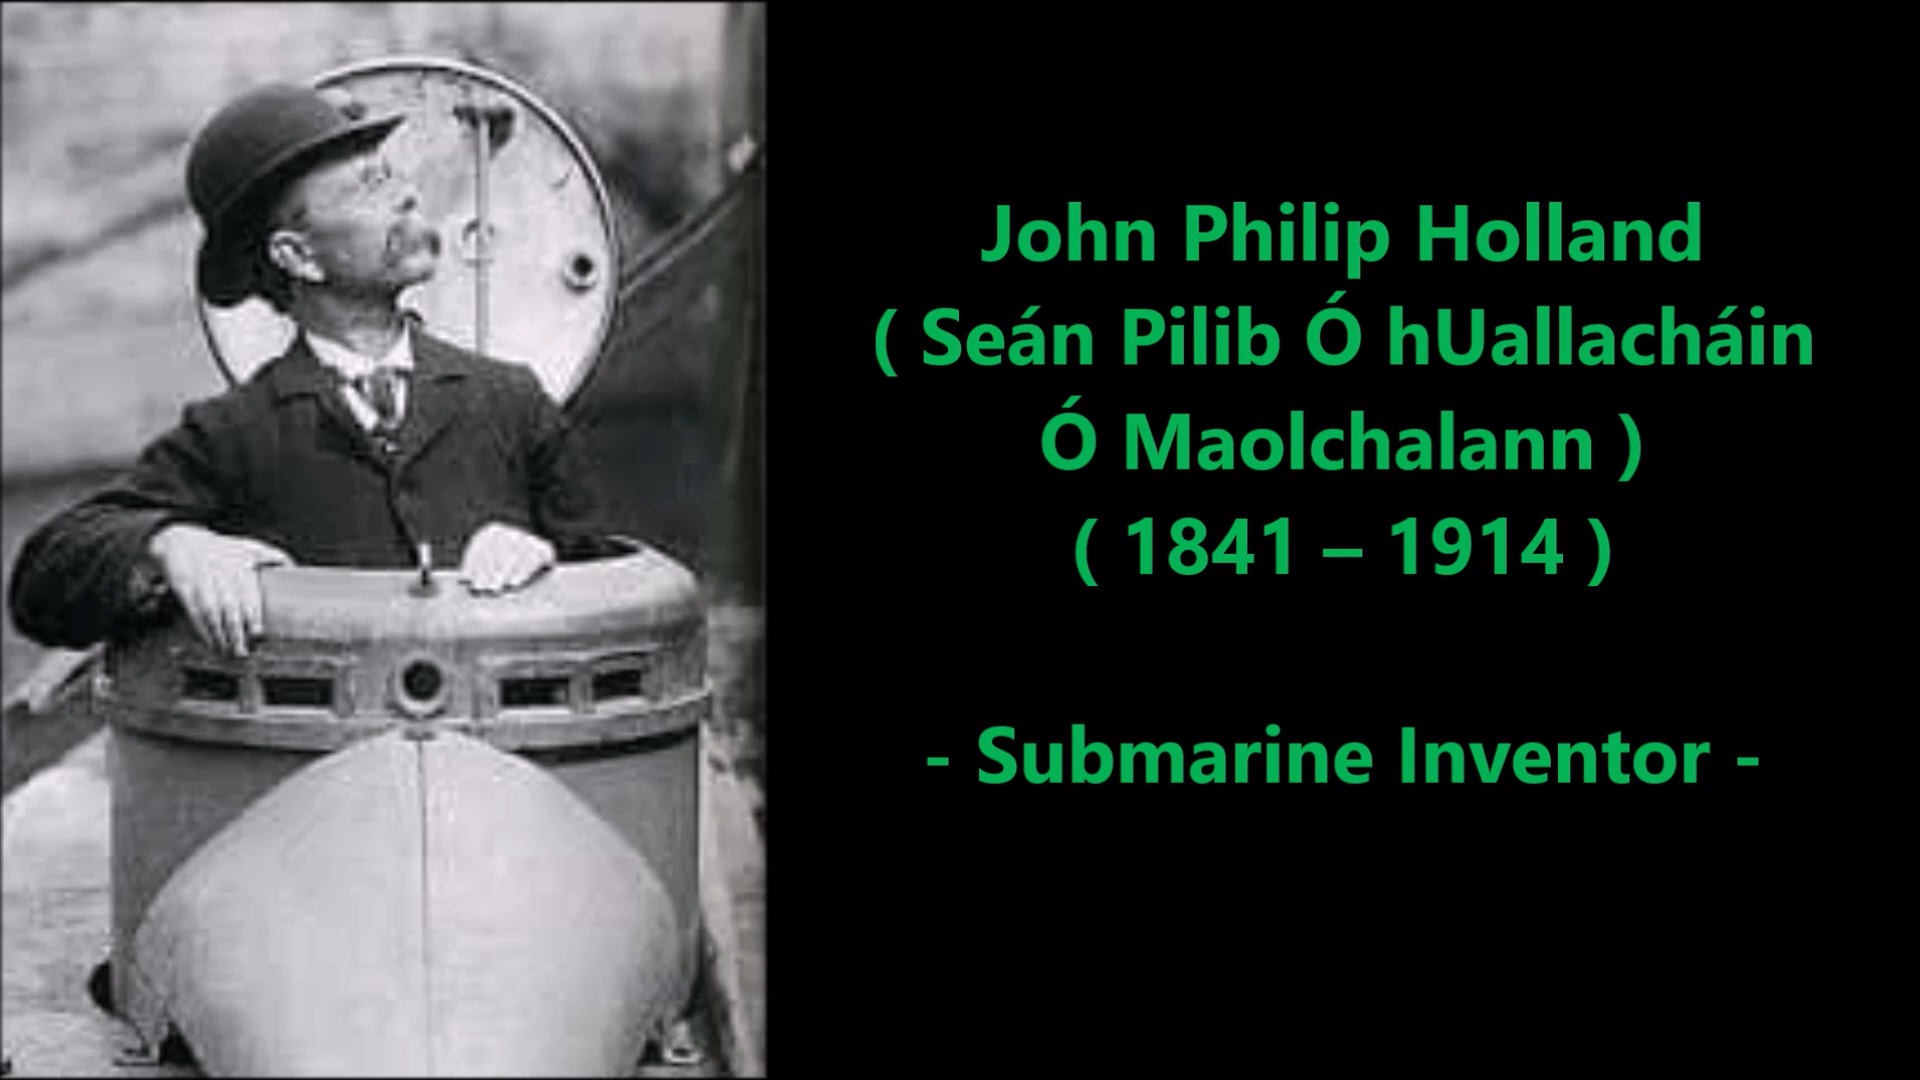 John Philip Holland
( Seán Pilib Ó hUallacháin
Ó Maolchalann )
( 1841 – 1914 )
- Submarine Inventor -